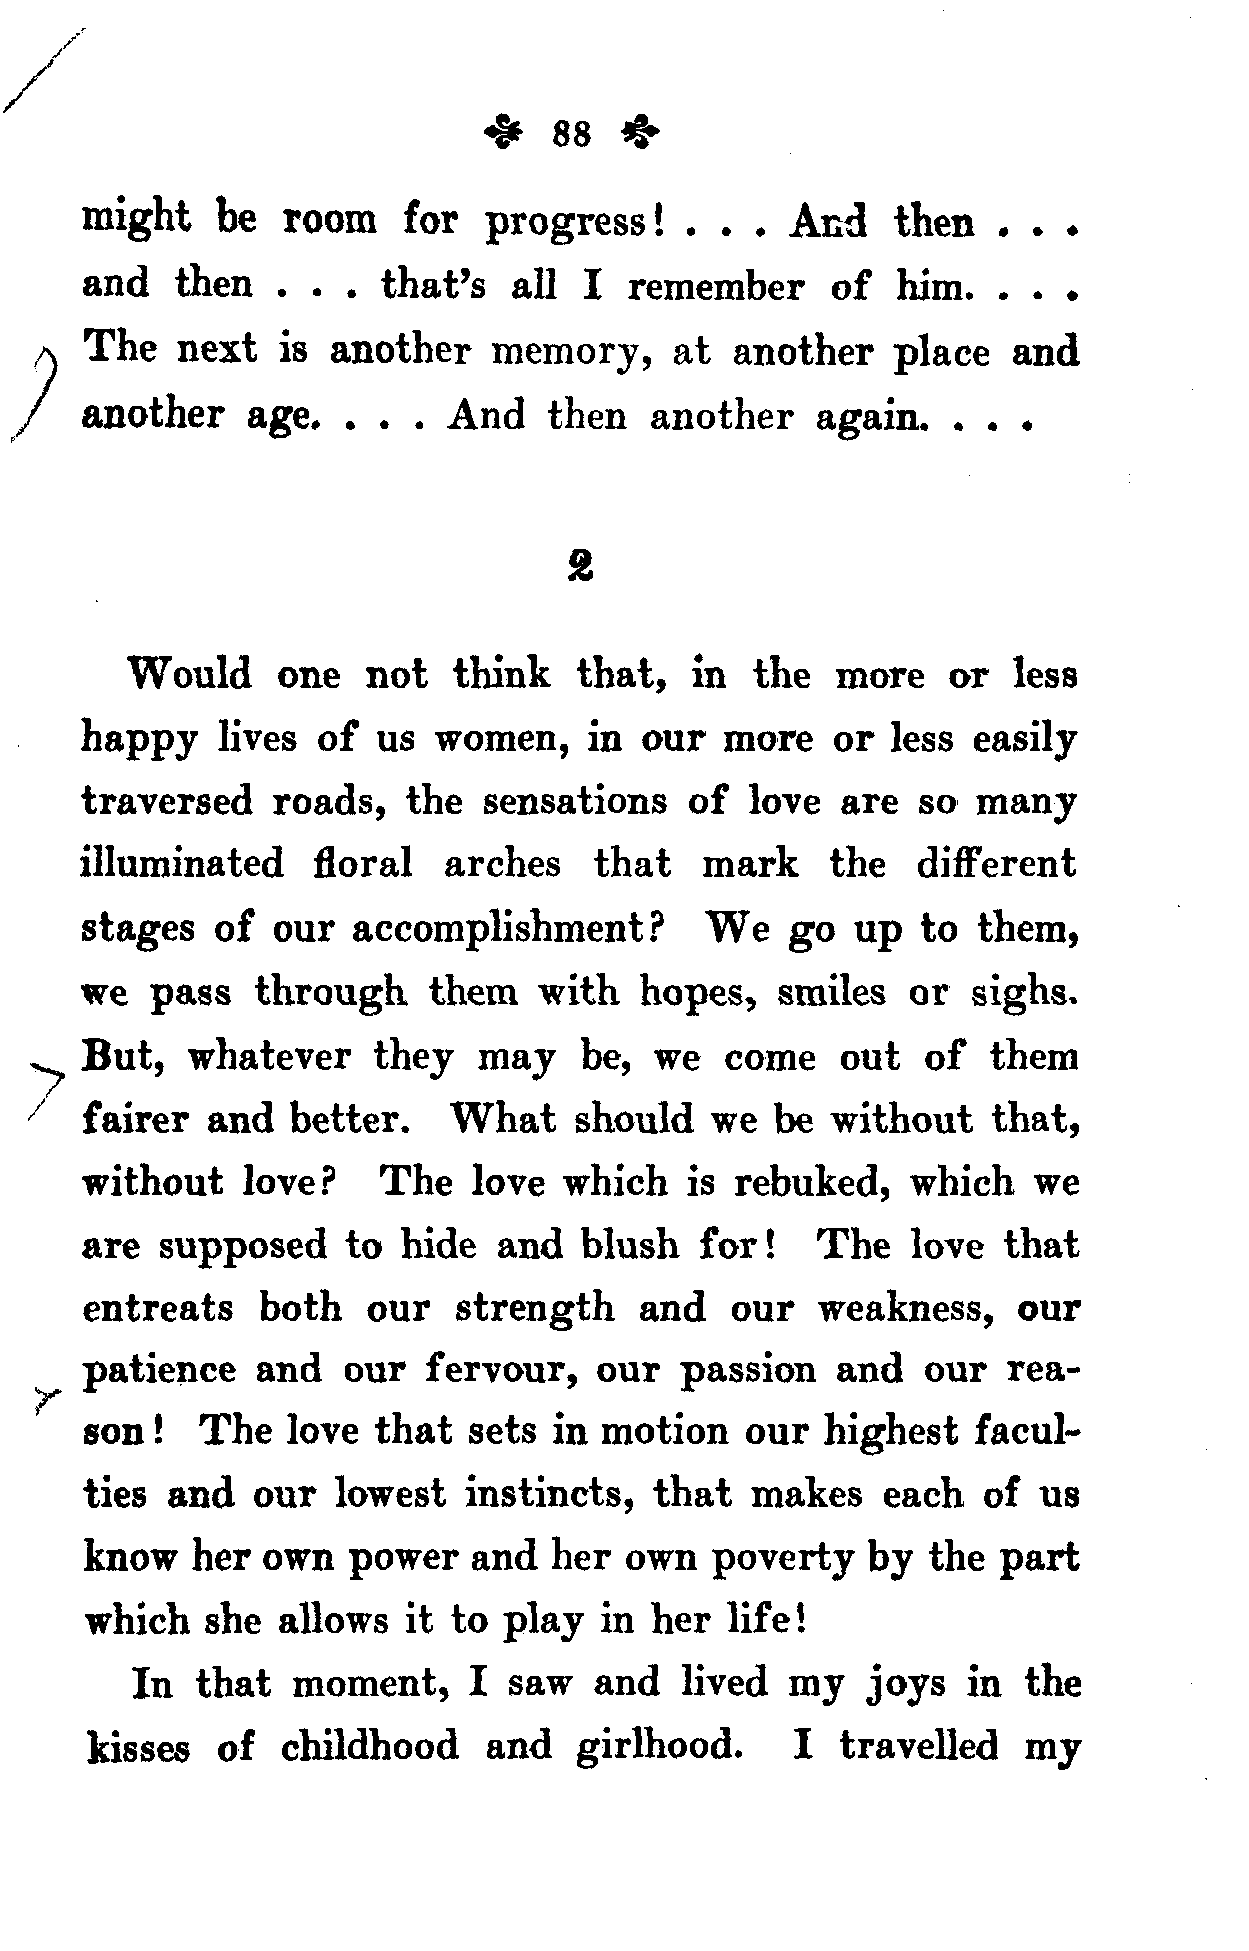 88
might be room for progress! . . . And then . . .
and then . . . that's all I remember of him. . . .
The next is another memory, at another place and
another age. . . . And then another again. . . .
2
Would one not think that, in the more or less
happy lives of us women, in our more or less easily
traversed roads, the sensations of love are so many
illuminated floral arches that mark the different
stages of our accomplishment? We go up to them,
we pass through them with hopes, smiles or sighs.
But, whatever they may be, we come out of them
fairer and better. What should we be without that,
without love? The love which is rebuked, which we
are supposed to hide and blush for! The love that
entreats both our strength and our weakness, our
patience and our fervour, our passion and our rea-
son! The love that sets in motion our highest facul-
ties and our lowest instincts, that makes each of us
know her own power and her own poverty by the part
which she allows it to play in her life!
In that moment, I saw and lived my joys in the
kisses of childhood and girlhood. I travelled my